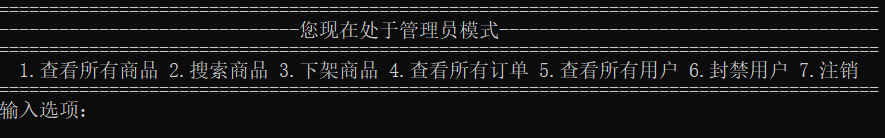 ========================================================================================
------------------------------您现在处于管理员模式--------------------------------------
========================================================================================
1.查看所有商品 2.搜索商品 3.下架商品 4.查看所有订单 5.查看所有用户 6.封禁用户 7.注销
========================================================================================
输入选项: